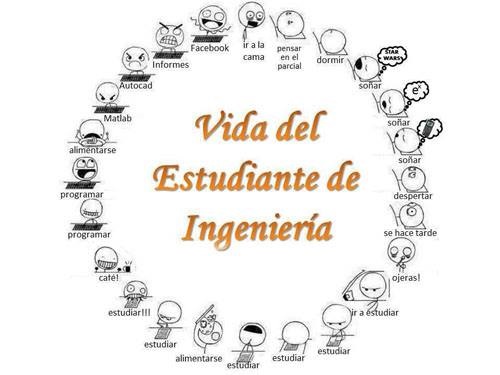 Vida del
Estudiante de
Ingeniería
ir a la
cama
pensar
en el
parcial
dormir
STAR
WARS
soñar
eˣ
soñar
soñar
despertar
se hace tarde
ojeras!
ir a estudiar
estudiar
estudiar
estudiar
alimentarse
estudiar
estudiar!!!
café!
programar
programar
alimentarse
Matlab
Autocad
Informes
Facebook